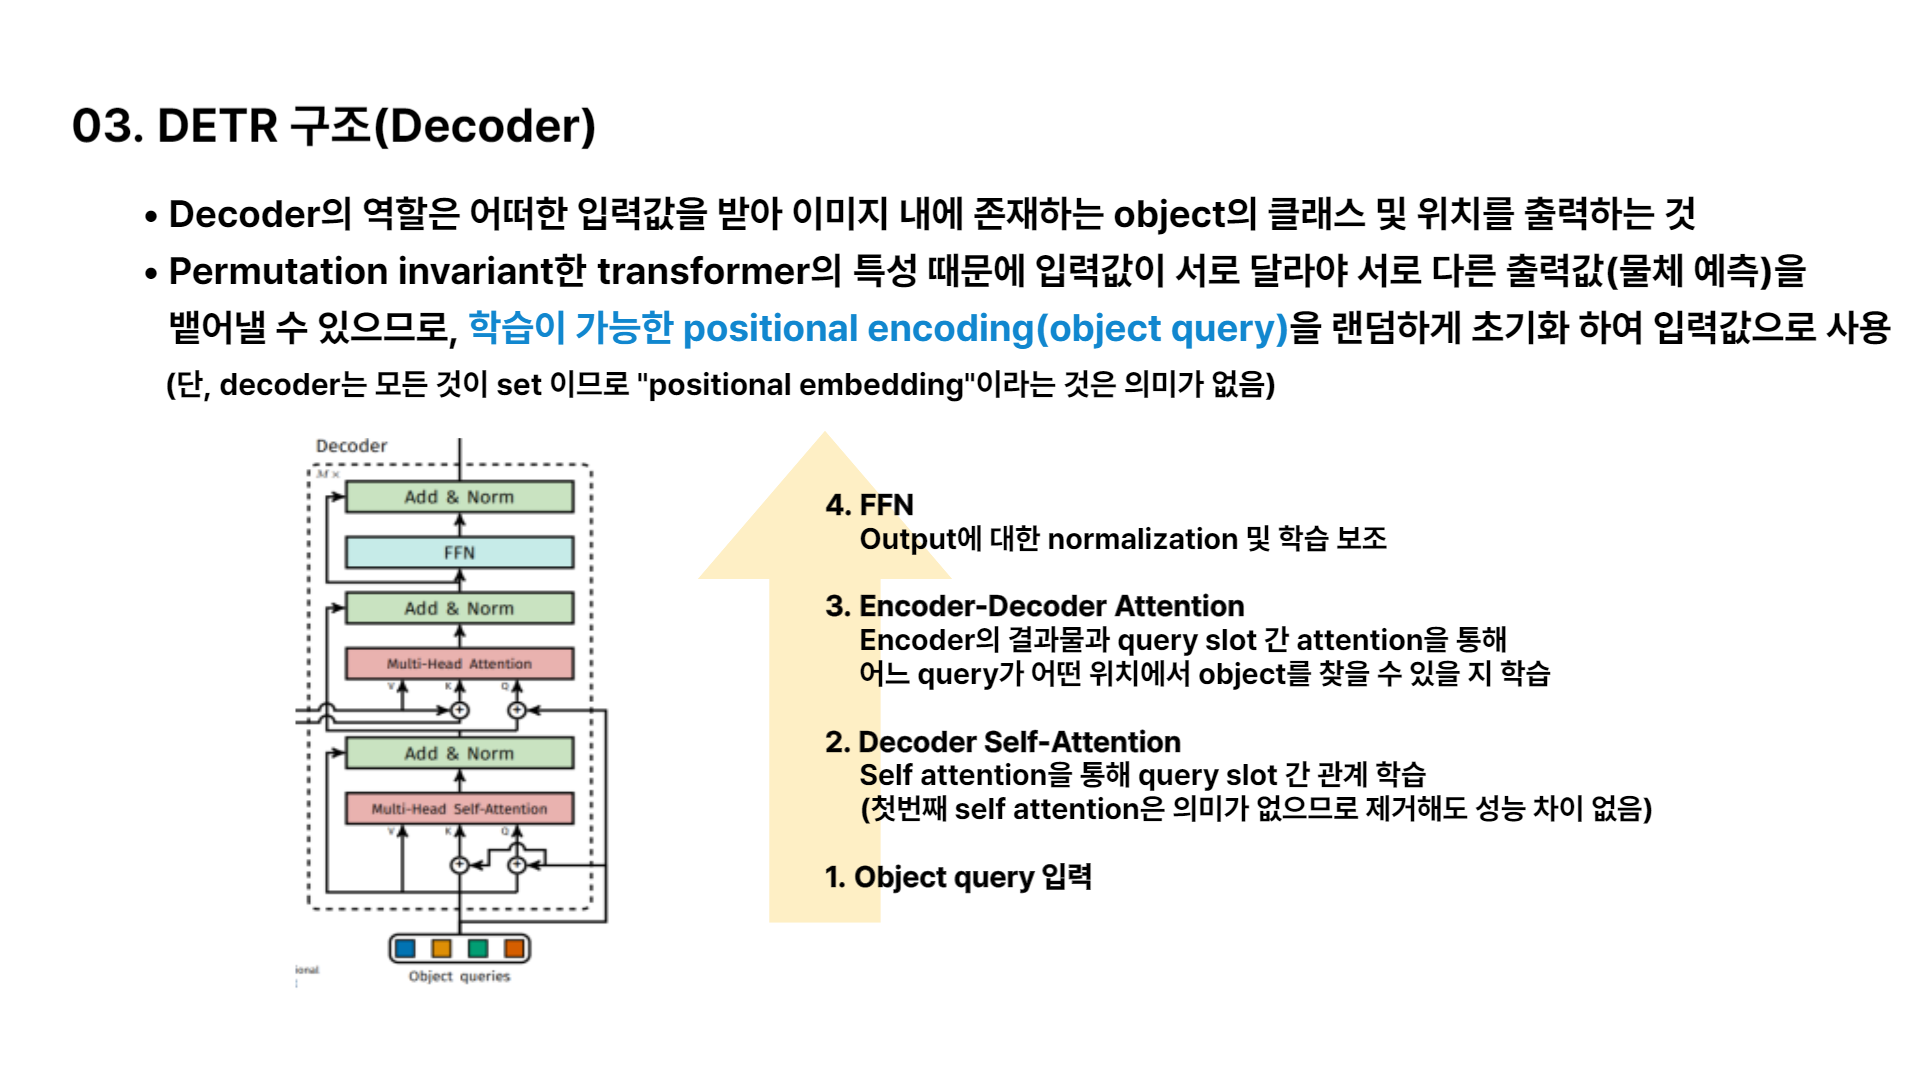 03. DETR 구조(Decoder)
• Decoder의 역할은 어떠한 입력값을 받아 이미지 내에 존재하는 object의 클래스 및 위치를 출력하는 것
• Permutation invariant한 transformer의 특성 때문에 입력값이 서로 달라야 서로 다른 출력값(물체 예측)을
뱉어낼 수 있으므로, 학습이 가능한 positional encoding(object query)을 랜덤하게 초기화 하여 입력값으로 사용
(단, decoder는 모든 것이 set 이므로 "positional embedding"이라는 것은 의미가 없음)
Decoder
M×
Add & Norm
FFN
Add & Norm
Multi-Head Attention
V K Q
Add & Norm
Multi-Head Self-Attention
V K Q
Object queries
ional
4. FFN
Output에 대한 normalization 및 학습 보조
3. Encoder-Decoder Attention
Encoder의 결과물과 query slot 간 attention을 통해
어느 query가 어떤 위치에서 object를 찾을 수 있을 지 학습
2. Decoder Self-Attention
Self attention을 통해 query slot 간 관계 학습
(첫번째 self attention은 의미가 없으므로 제거해도 성능 차이 없음)
1. Object query 입력